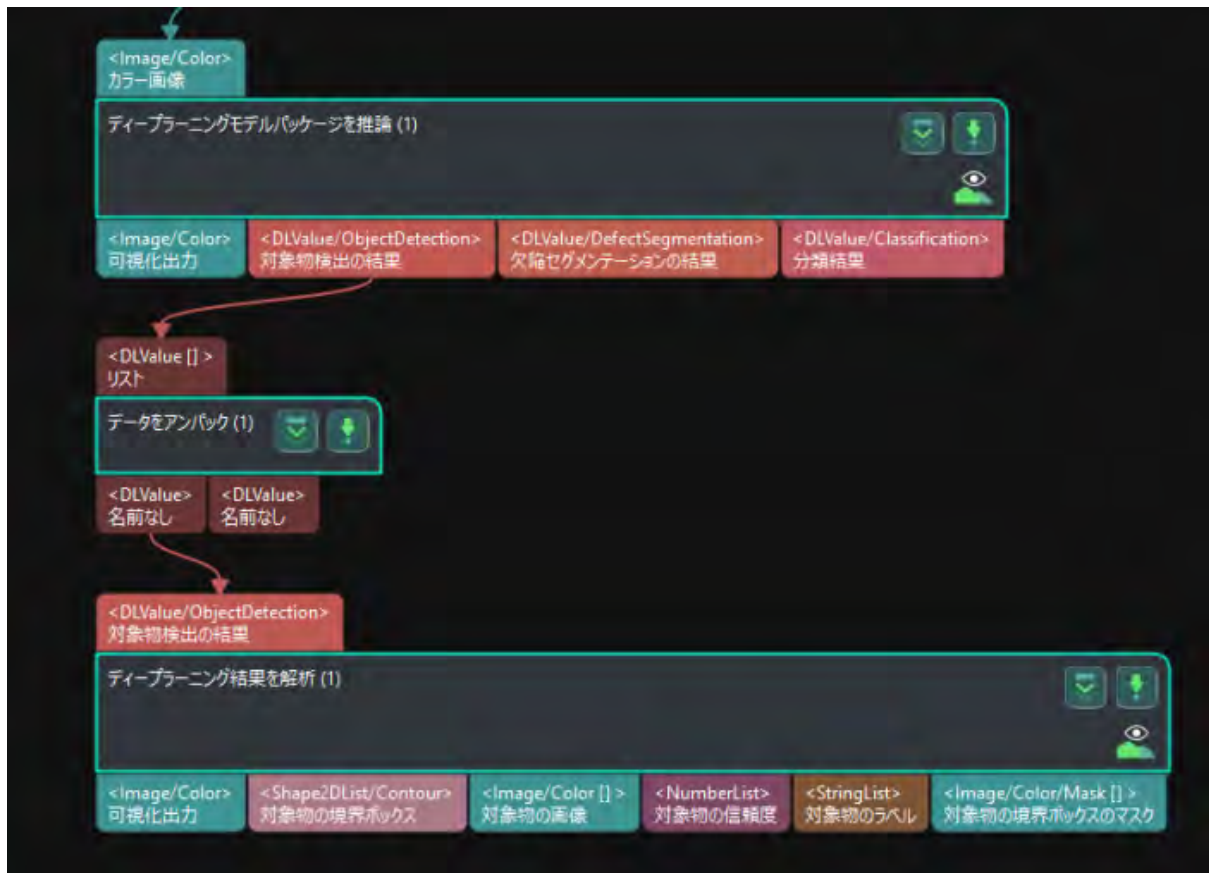 <Image/Color>
カラー画像
ディープラーニングモデルパッケージを推論 (1)
<Image/Color> <DLValue/ObjectDetection> <DLValue/DefectSegmentation> <DLValue/Classification>
可視化出力 対象物検出の結果 欠陥セグメンテーションの結果 分類結果
<DLValue [] >
リスト
データをアンパック (1)
<DLValue> <DLValue>
名前なし 名前なし
<DLValue/ObjectDetection>
対象物検出の結果
ディープラーニング結果を解析 (1)
<Image/Color> <Shape2DList/Contour> <Image/Color [] > <NumberList> <StringList> <Image/Color/Mask [] >
可視化出力 対象物の境界ボックス 対象物の画像 対象物の信頼度 対象物のラベル 対象物の境界ボックスのマスク